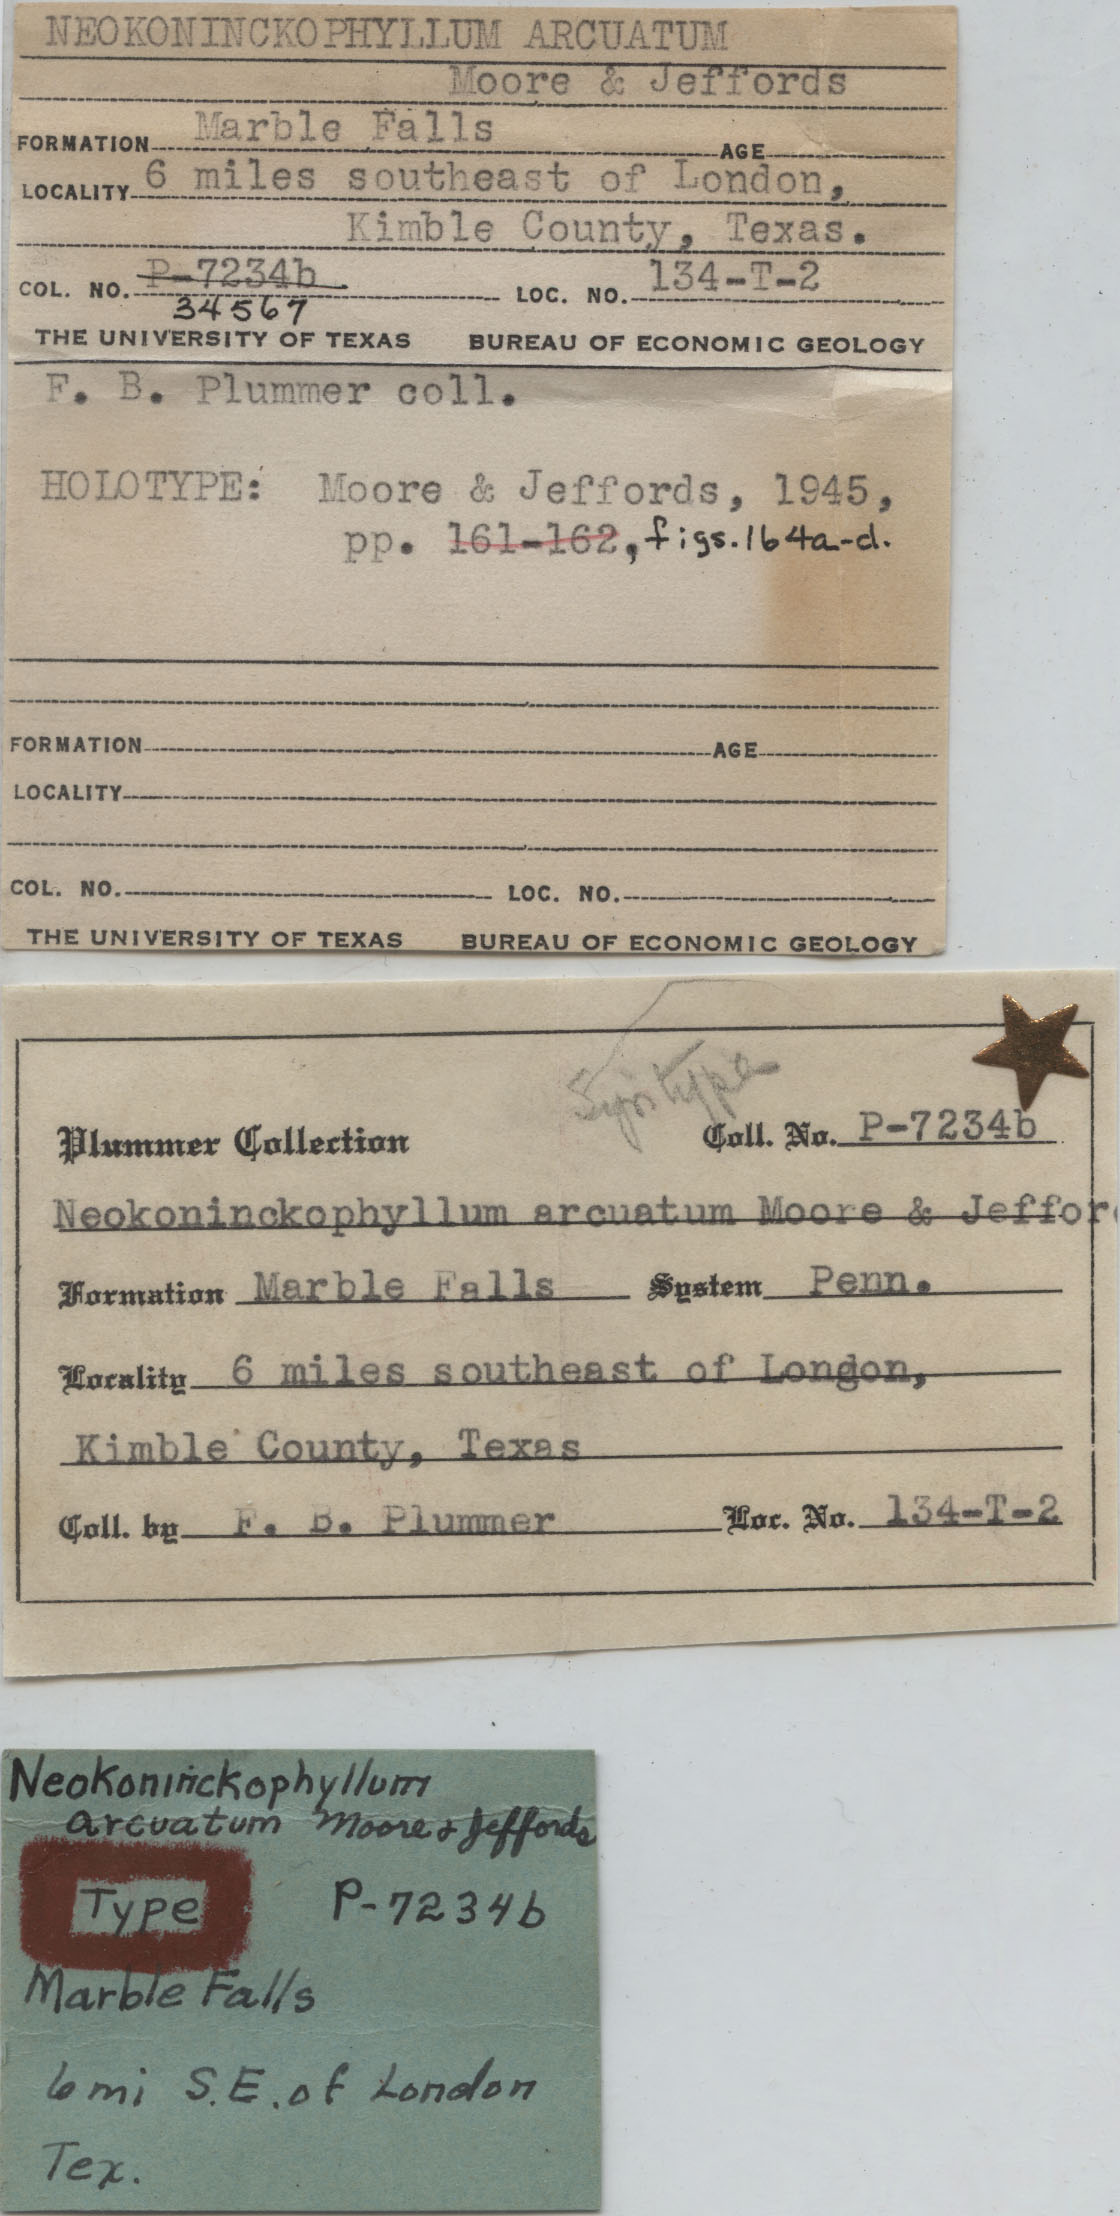 NEOKONINCKOPHYLLUM ARCUATUM
Moore & Jeffords
FORMATION Marble Falls AGE
LOCALITY 6 miles southeast of London,
Kimble County, Texas.
COL. NO. P-7234b LOC. NO. 134-T-2
34567
THE UNIVERSITY OF TEXAS BUREAU OF ECONOMIC GEOLOGY
F. B. Plummer coll.
HOLOTYPE: Moore & Jeffords, 1945,
pp. 161-162, figs. 164a-d.
FORMATION AGE
LOCALITY
COL. NO. LOC. NO.
THE UNIVERSITY OF TEXAS BUREAU OF ECONOMIC GEOLOGY
Syntype
Plummer Collection Coll. No. P-7234b
Neokoninckophyllum arcuatum Moore & Jeffor
Formation Marble Falls System Penn.
Locality 6 miles southeast of London,
Kimble County, Texas
Coll. by F. B. Plummer Loc. No. 134-T-2
Neokoninckophyllum
arcuatum Moore & Jeffords
Type P-7234b
Marble Falls
6 mi S.E. of London
Tex.